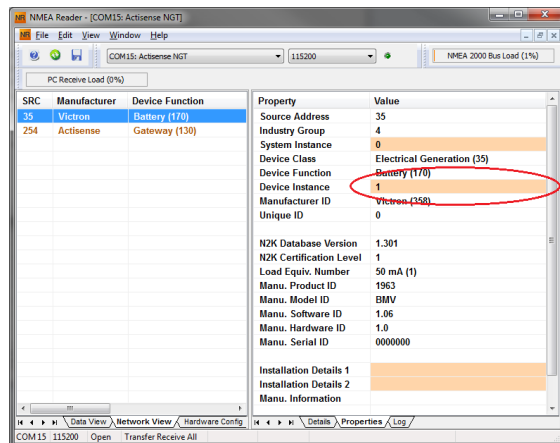 NMEA Reader - [COM15: Actisense NGT]
File Edit View Window Help
COM15: Actisense NGT 115200 NMEA 2000 Bus Load (1%)
PC Receive Load (0%)
SRC Manufacturer Device Function
35 Victron Battery (170)
254 Actisense Gateway (130)
Property Value
Source Address 35
Industry Group 4
System Instance 0
Device Class Electrical Generation (35)
Device Function Battery (170)
Device Instance 1
Manufacturer ID Victron (358)
Unique ID 0
N2K Database Version 1.301
N2K Certification Level 1
Load Equiv. Number 50 mA (1)
Manu. Product ID 1963
Manu. Model ID BMV
Manu. Software ID 1.06
Manu. Hardware ID 1.0
Manu. Serial ID 0000000
Installation Details 1
Installation Details 2
Manu. Information
Data View Network View Hardware Config
Details Properties Log
COM 15 115200 Open Transfer Receive All